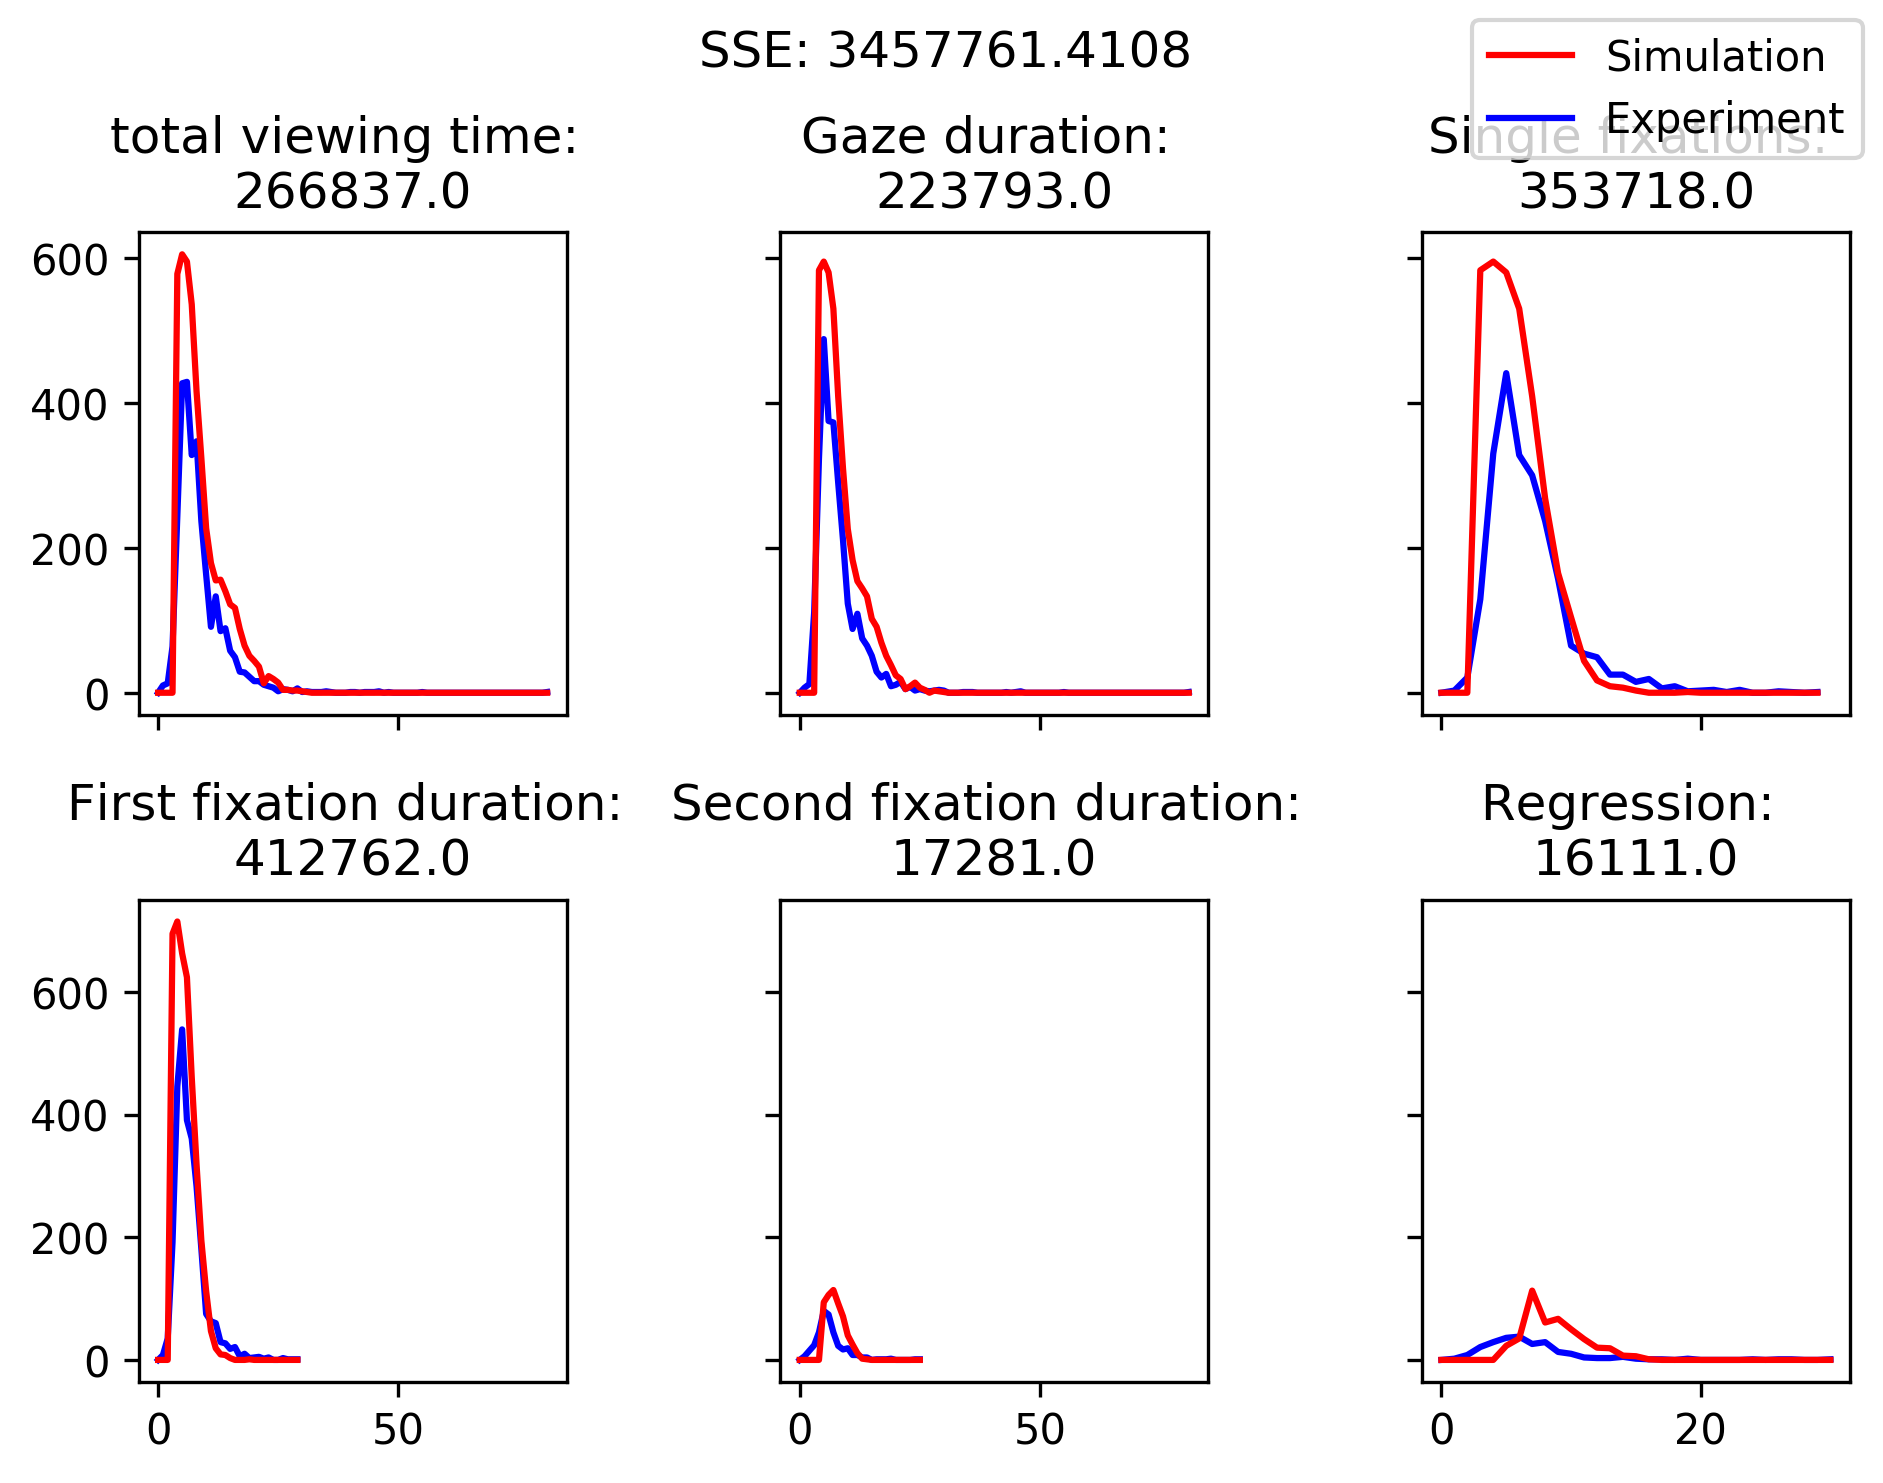 SSE: 3457761.4108
Simulation
Experiment
total viewing time:
266837.0
Gaze duration:
223793.0
Single fixations:
353718.0
600
400
200
0
0
50
0
50
0
20
First fixation duration:
412762.0
Second fixation duration:
17281.0
Regression:
16111.0
600
400
200
0